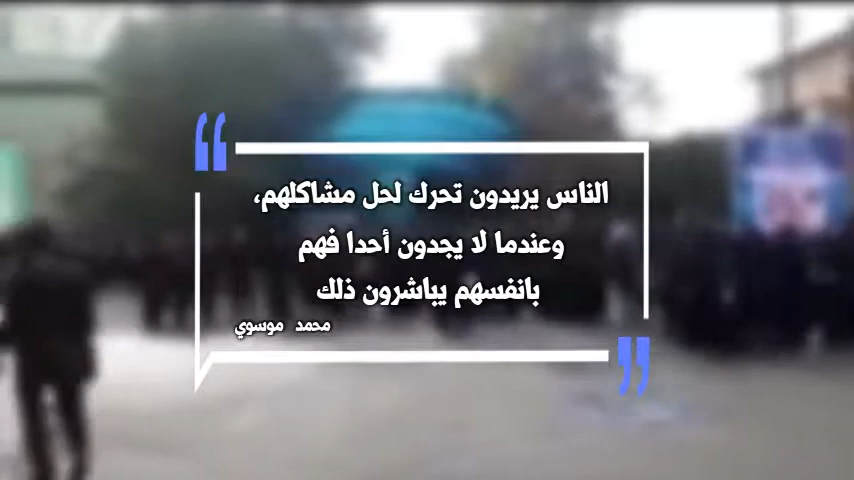 الناس يريدون تحرك لحل مشاكلهم،
وعندما لا يجدون أحدا فهم
بانفسهم يباشرون ذلك
محمد موسوي